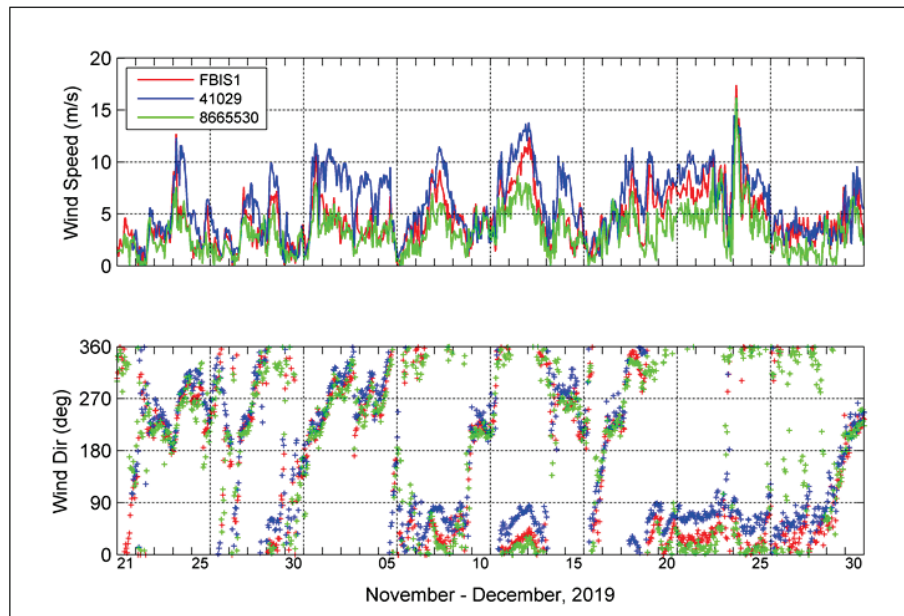 20
15
10
5
0
Wind Speed (m/s)
FBIS1
41029
8665530
360
270
180
90
0
Wind Dir (deg)
21 25 30 05 10 15 20 25 30
November - December, 2019